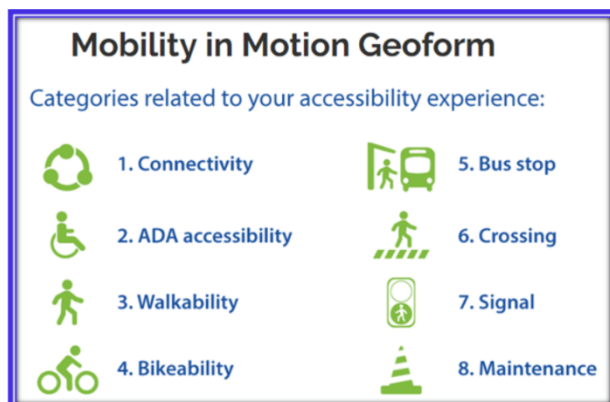 Mobility in Motion Geoform
Categories related to your accessibility experience:
1. Connectivity
2. ADA accessibility
3. Walkability
4. Bikeability
5. Bus stop
6. Crossing
7. Signal
8. Maintenance